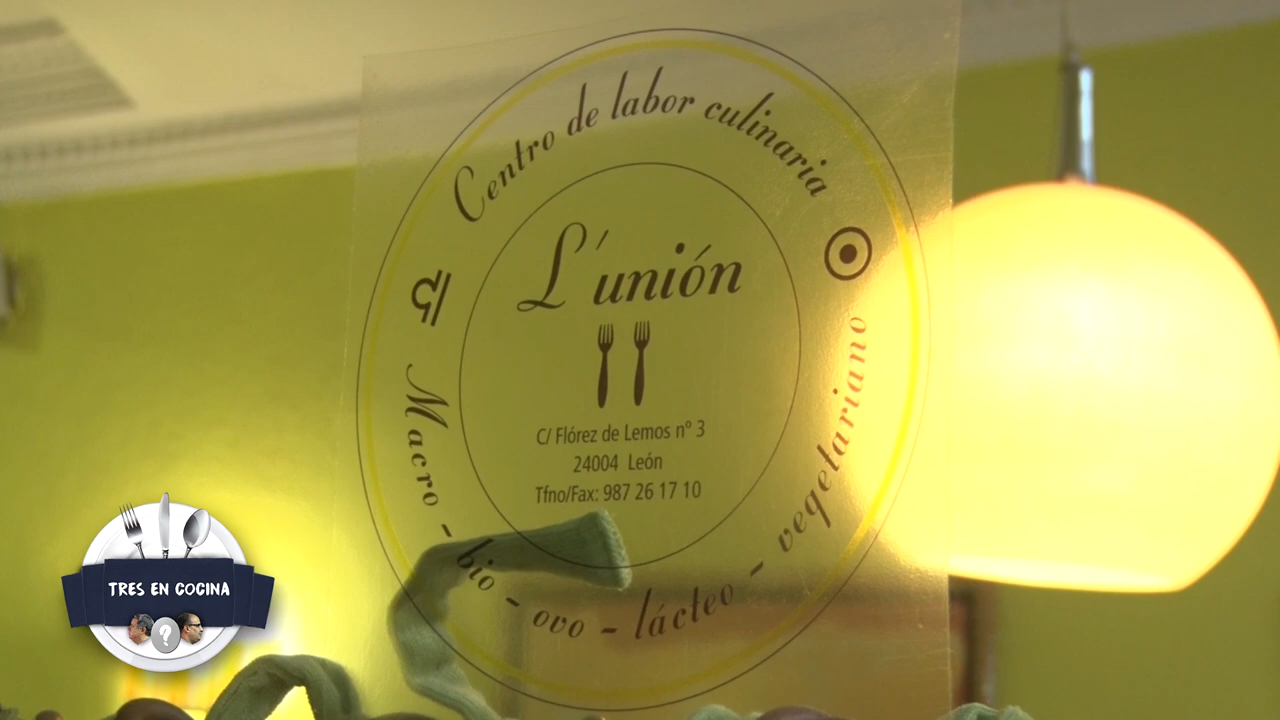 Centro de labor culinaria
L'unión
C/ Flórez de Lemos nº 3
24004 León
Tfno/Fax: 987 26 17 10
Macro - bio - ovo - lácteo - vegetariano
TRES EN COCINA
?